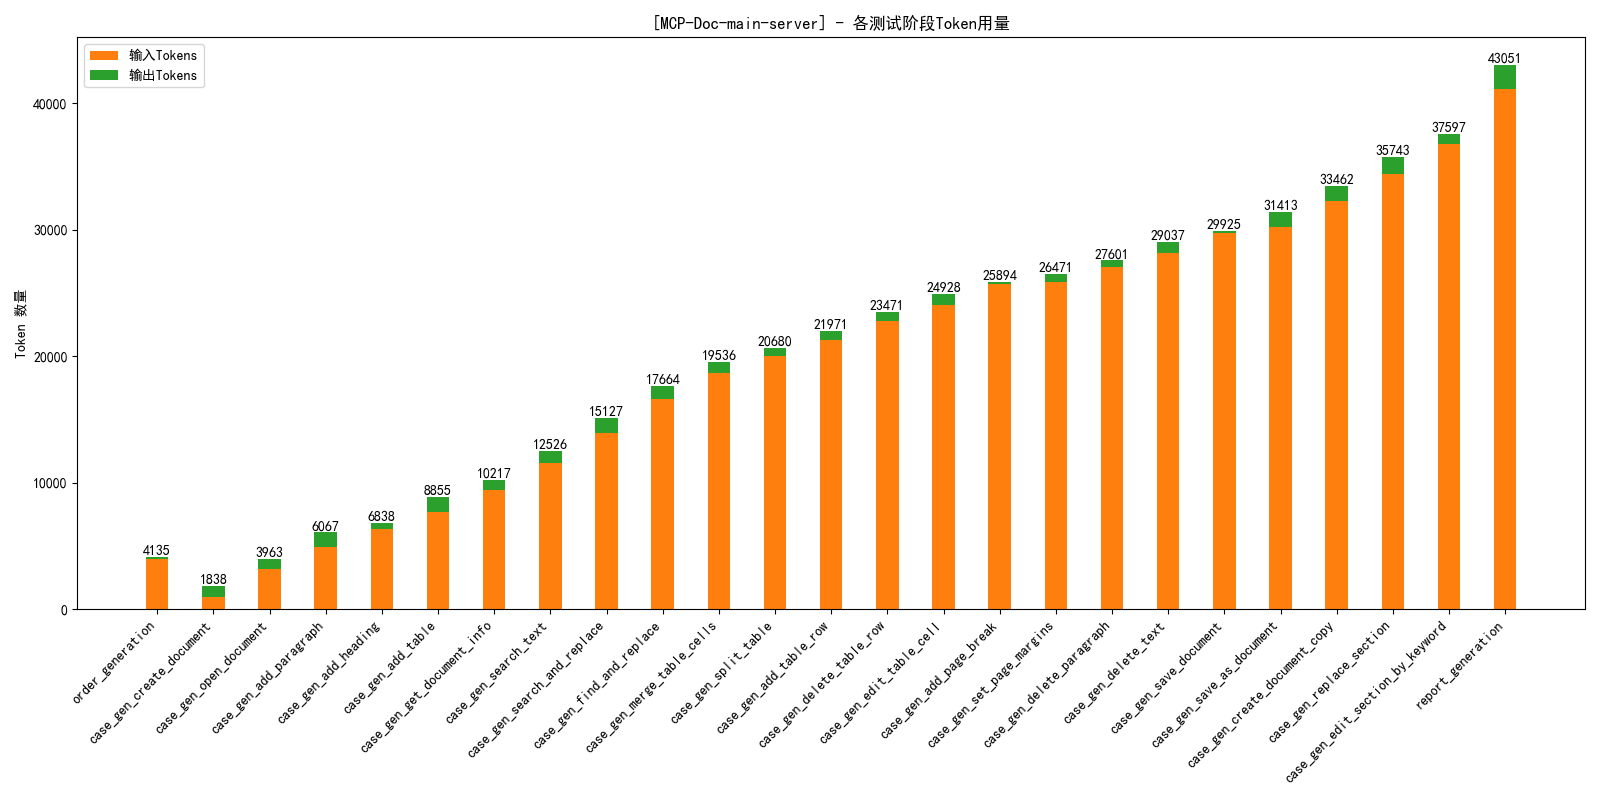 [MCP-Doc-main-server] - 各测试阶段Token用量
输入Tokens
输出Tokens
Token 数量
40000
30000
20000
10000
0
4135
1838
3963
6067
6838
8855
10217
12526
15127
17664
19536
20680
21971
23471
24928
25894
26471
27601
29037
29925
31413
33462
35743
37597
43051
order_generation
case_gen_create_document
case_gen_open_document
case_gen_add_paragraph
case_gen_add_heading
case_gen_add_table
case_gen_get_document_info
case_gen_search_text
case_gen_search_and_replace
case_gen_find_and_replace
case_gen_merge_table_cells
case_gen_split_table
case_gen_add_table_row
case_gen_delete_table_row
case_gen_edit_table_cell
case_gen_add_page_break
case_gen_set_page_margins
case_gen_delete_paragraph
case_gen_delete_text
case_gen_save_document
case_gen_save_as_document
case_gen_create_document_copy
case_gen_replace_section
case_gen_edit_section_by_keyword
report_generation